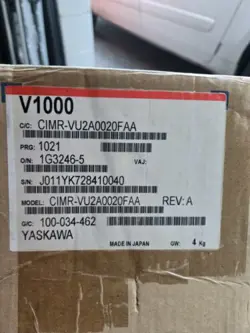 V1000
C/C: CIMR-VU2A0020FAA
PRG: 1021
O/N: 1G3246-5 VAJ:
S/N: J011YK728410040
MODEL: CIMR-VU2A0020FAA REV: A
G/C: 100-034-462
YASKAWA MADE IN JAPAN GW: 4 Kg